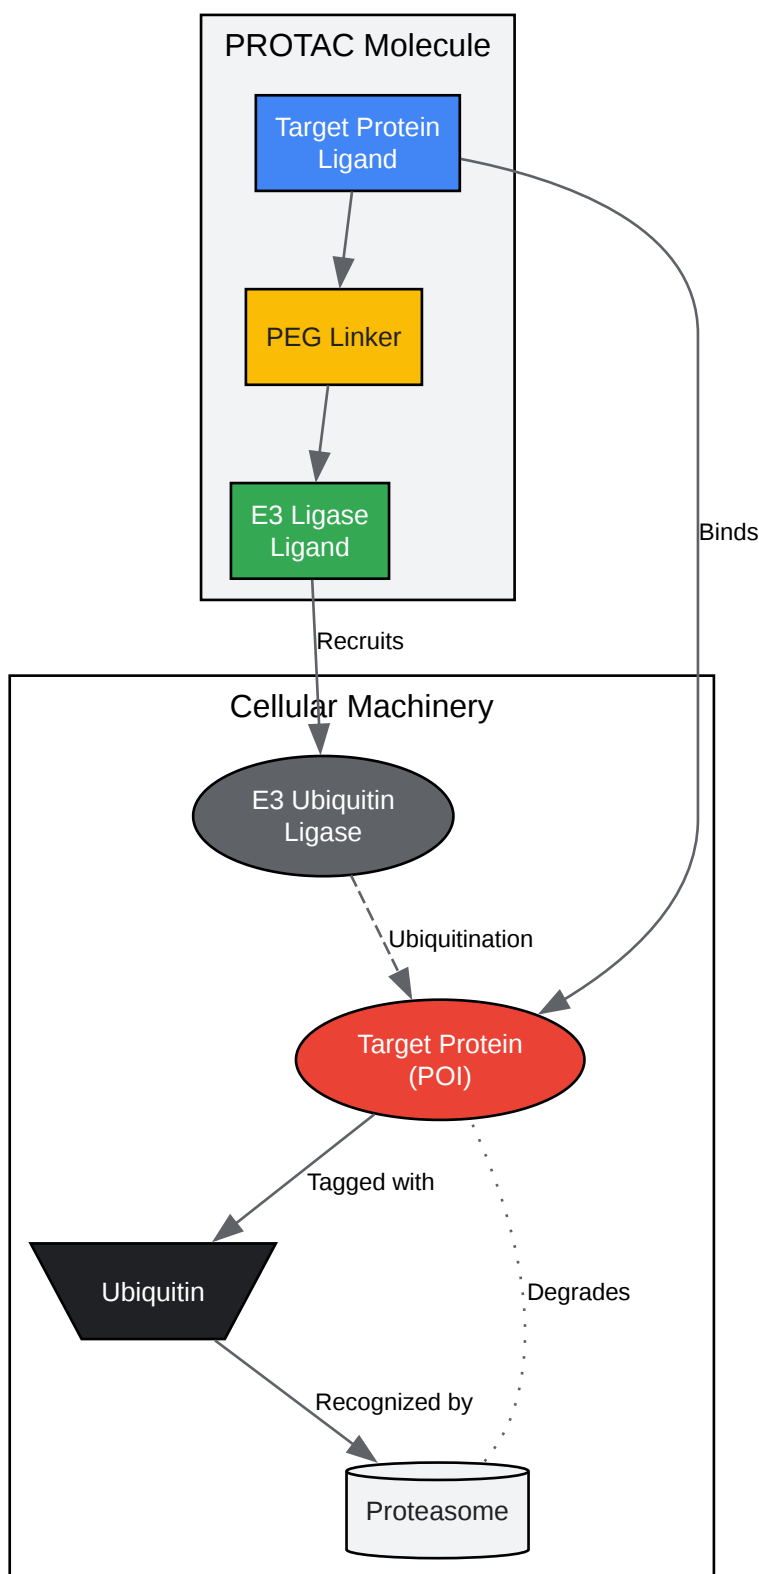 PROTAC Molecule
Target Protein
Ligand
PEG Linker
E3 Ligase
Ligand
Binds
Recruits
Cellular Machinery
E3 Ubiquitin
Ligase
Ubiquitination
Target Protein
(POI)
Tagged with
Ubiquitin
Degrades
Recognized by
Proteasome